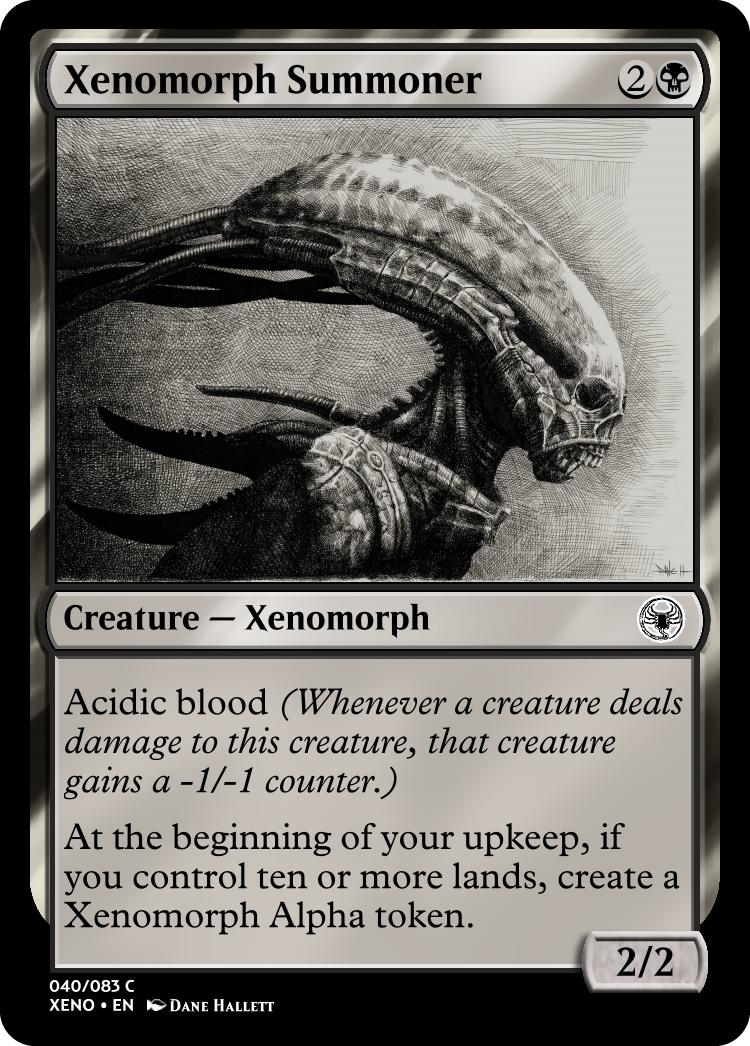 Xenomorph Summoner 2
Creature — Xenomorph
Acidic blood (Whenever a creature deals
damage to this creature, that creature
gains a -1/-1 counter.)
At the beginning of your upkeep, if
you control ten or more lands, create a
Xenomorph Alpha token.
2/2
040/083 C
XENO • EN DANE HALLETT